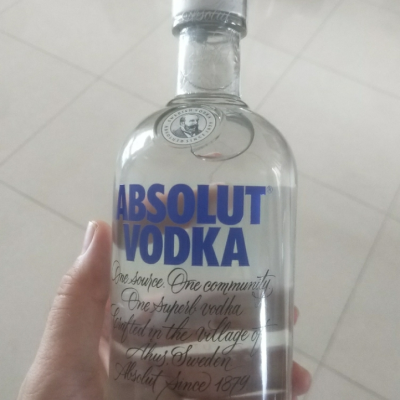 ABSOLUT
VODKA
One source. One community
One superb vodka
Crafted in the village of
Åhus, Sweden
Absolut Since 1879